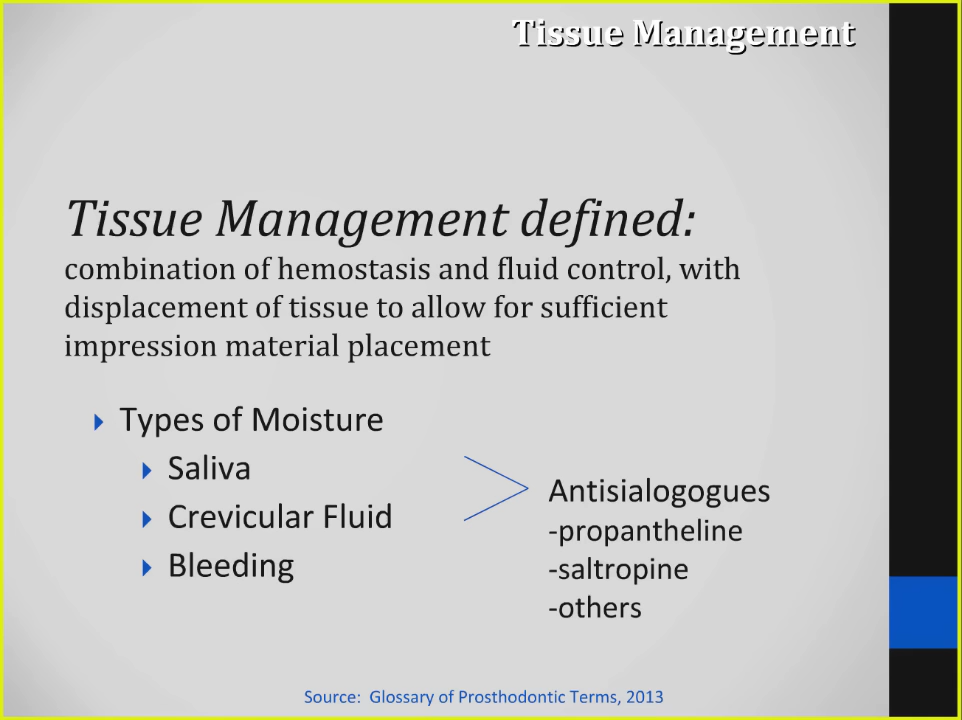 Tissue Management
Tissue Management defined:
combination of hemostasis and fluid control, with
displacement of tissue to allow for sufficient
impression material placement
Types of Moisture
Saliva
Crevicular Fluid
Bleeding
Antisialogogues
-propantheline
-saltropine
-others
Source:  Glossary of Prosthodontic Terms, 2013